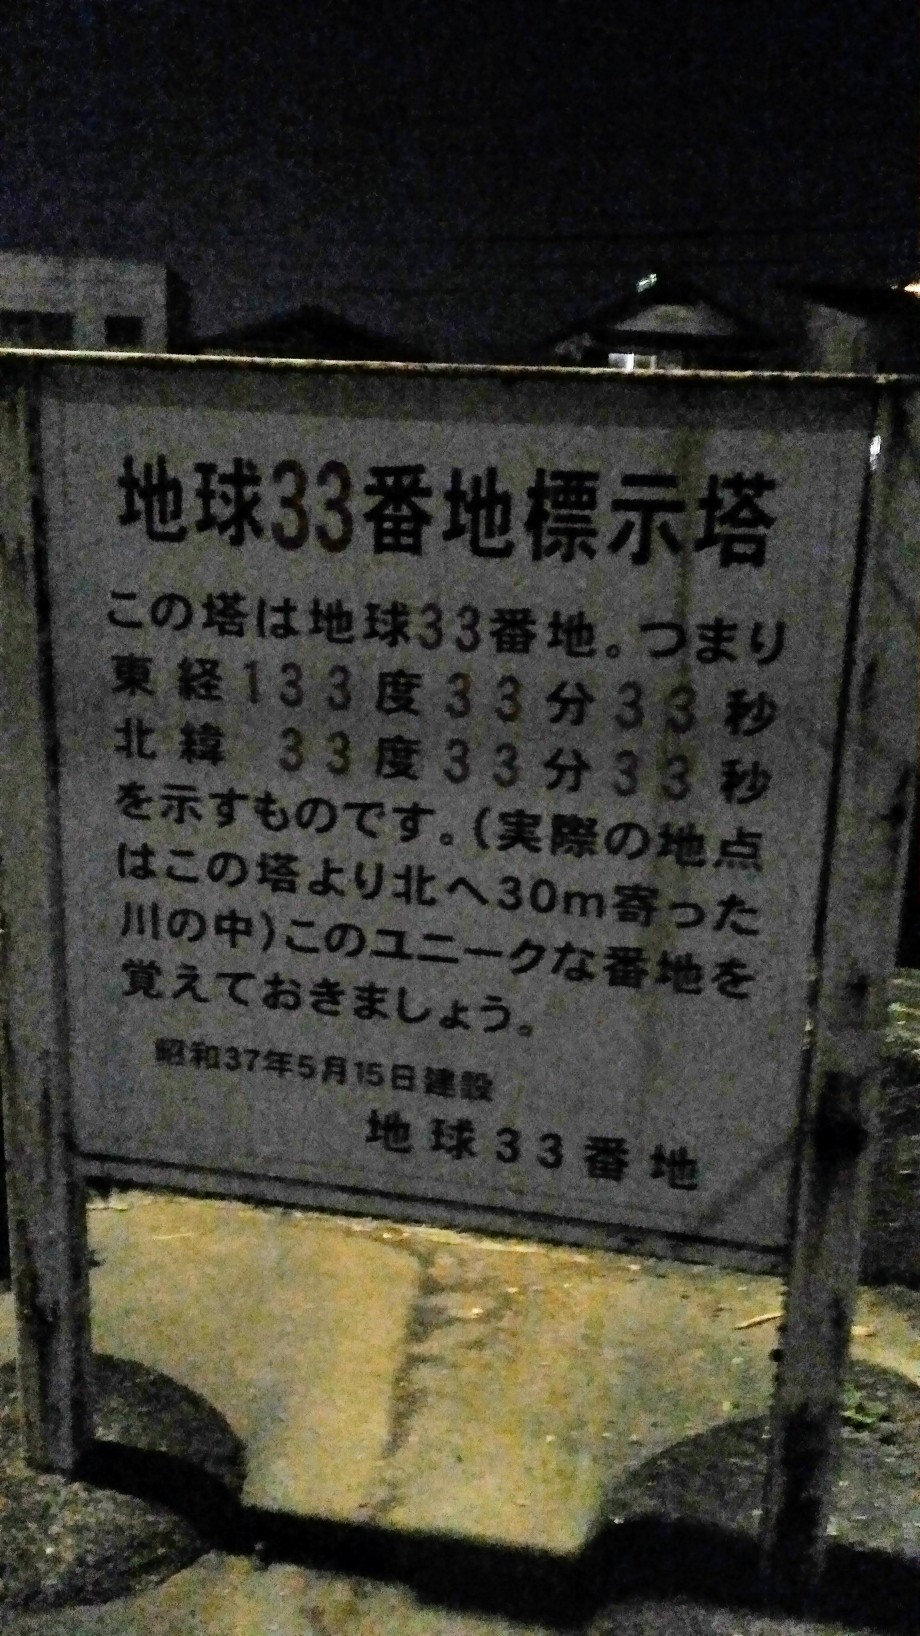 地球33番地標示塔
この塔は地球33番地。つまり
東経133度33分33秒
北緯 33度33分33秒
を示すものです。(実際の地点
はこの塔より北へ30m寄った
川の中)このユニークな番地を
覚えておきましょう。
昭和37年5月15日建設
地球33番地